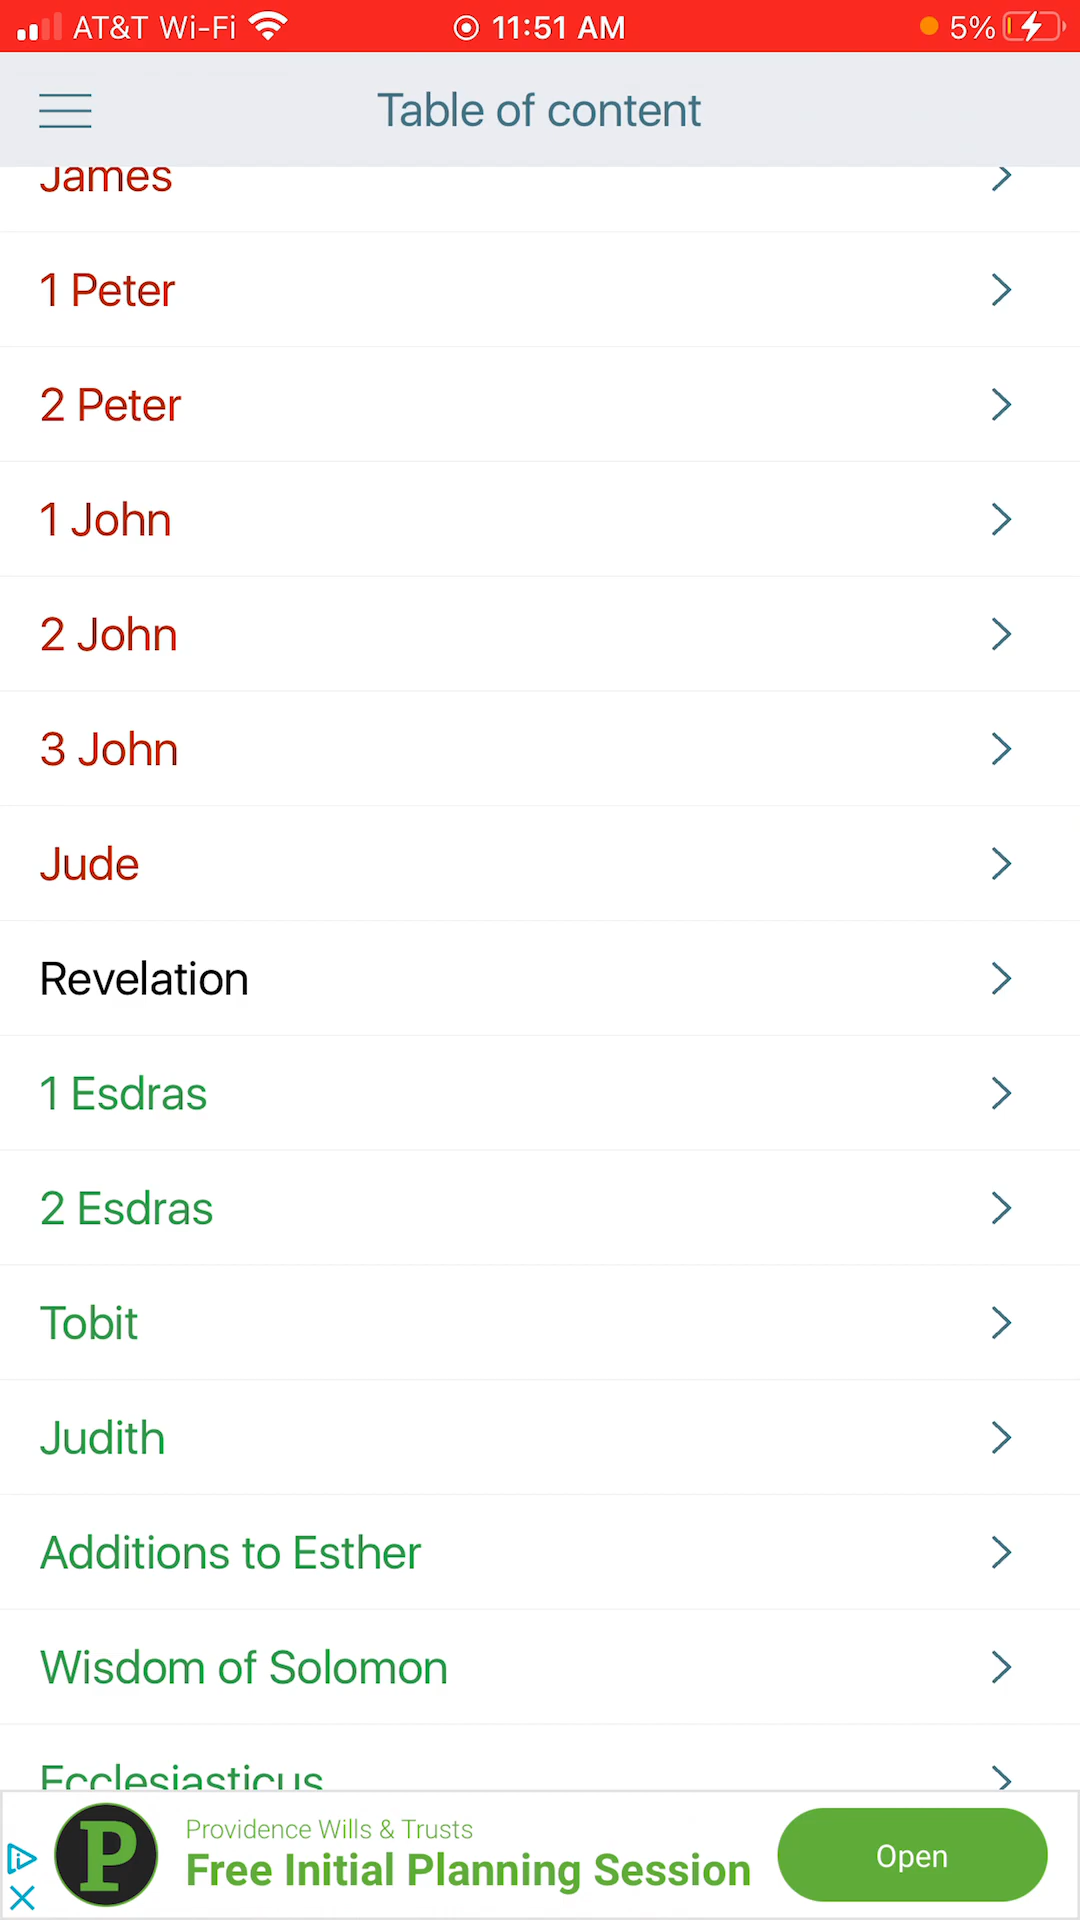 AT&T Wi-Fi 11:51 AM 5%
Table of content
James
1 Peter
2 Peter
1 John
2 John
3 John
Jude
Revelation
1 Esdras
2 Esdras
Tobit
Judith
Additions to Esther
Wisdom of Solomon
Ecclesiasticus
P
Providence Wills & Trusts
Free Initial Planning Session
Open